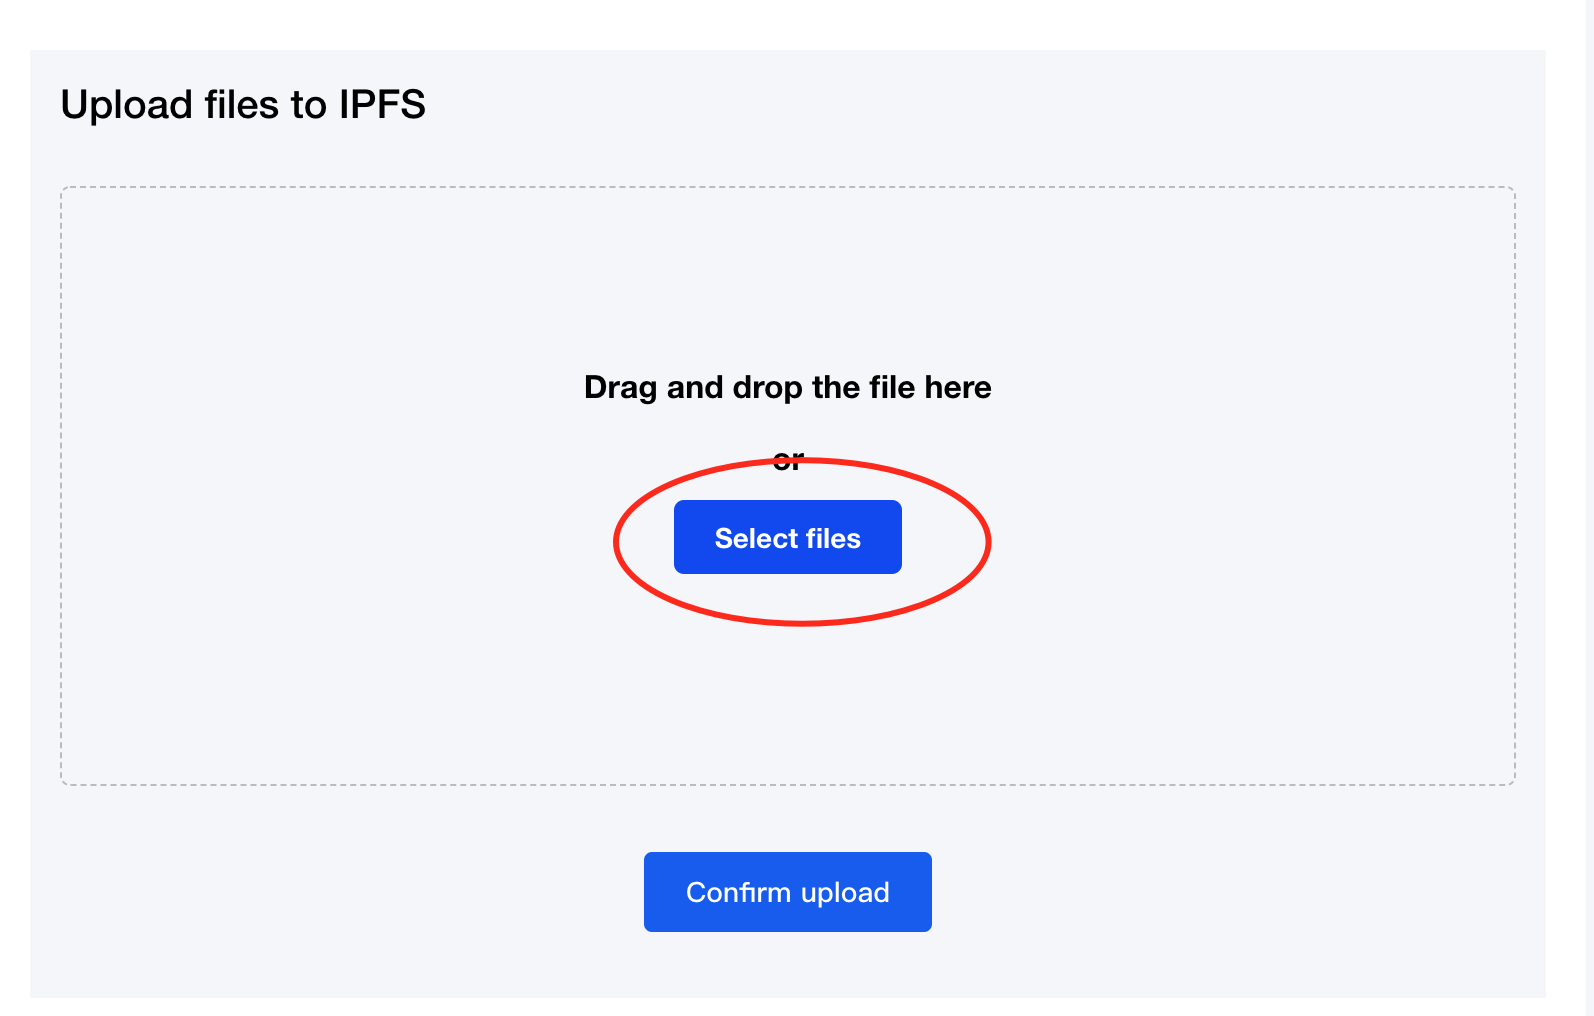 Upload files to IPFS
Drag and drop the file here
or
Select files
Confirm upload